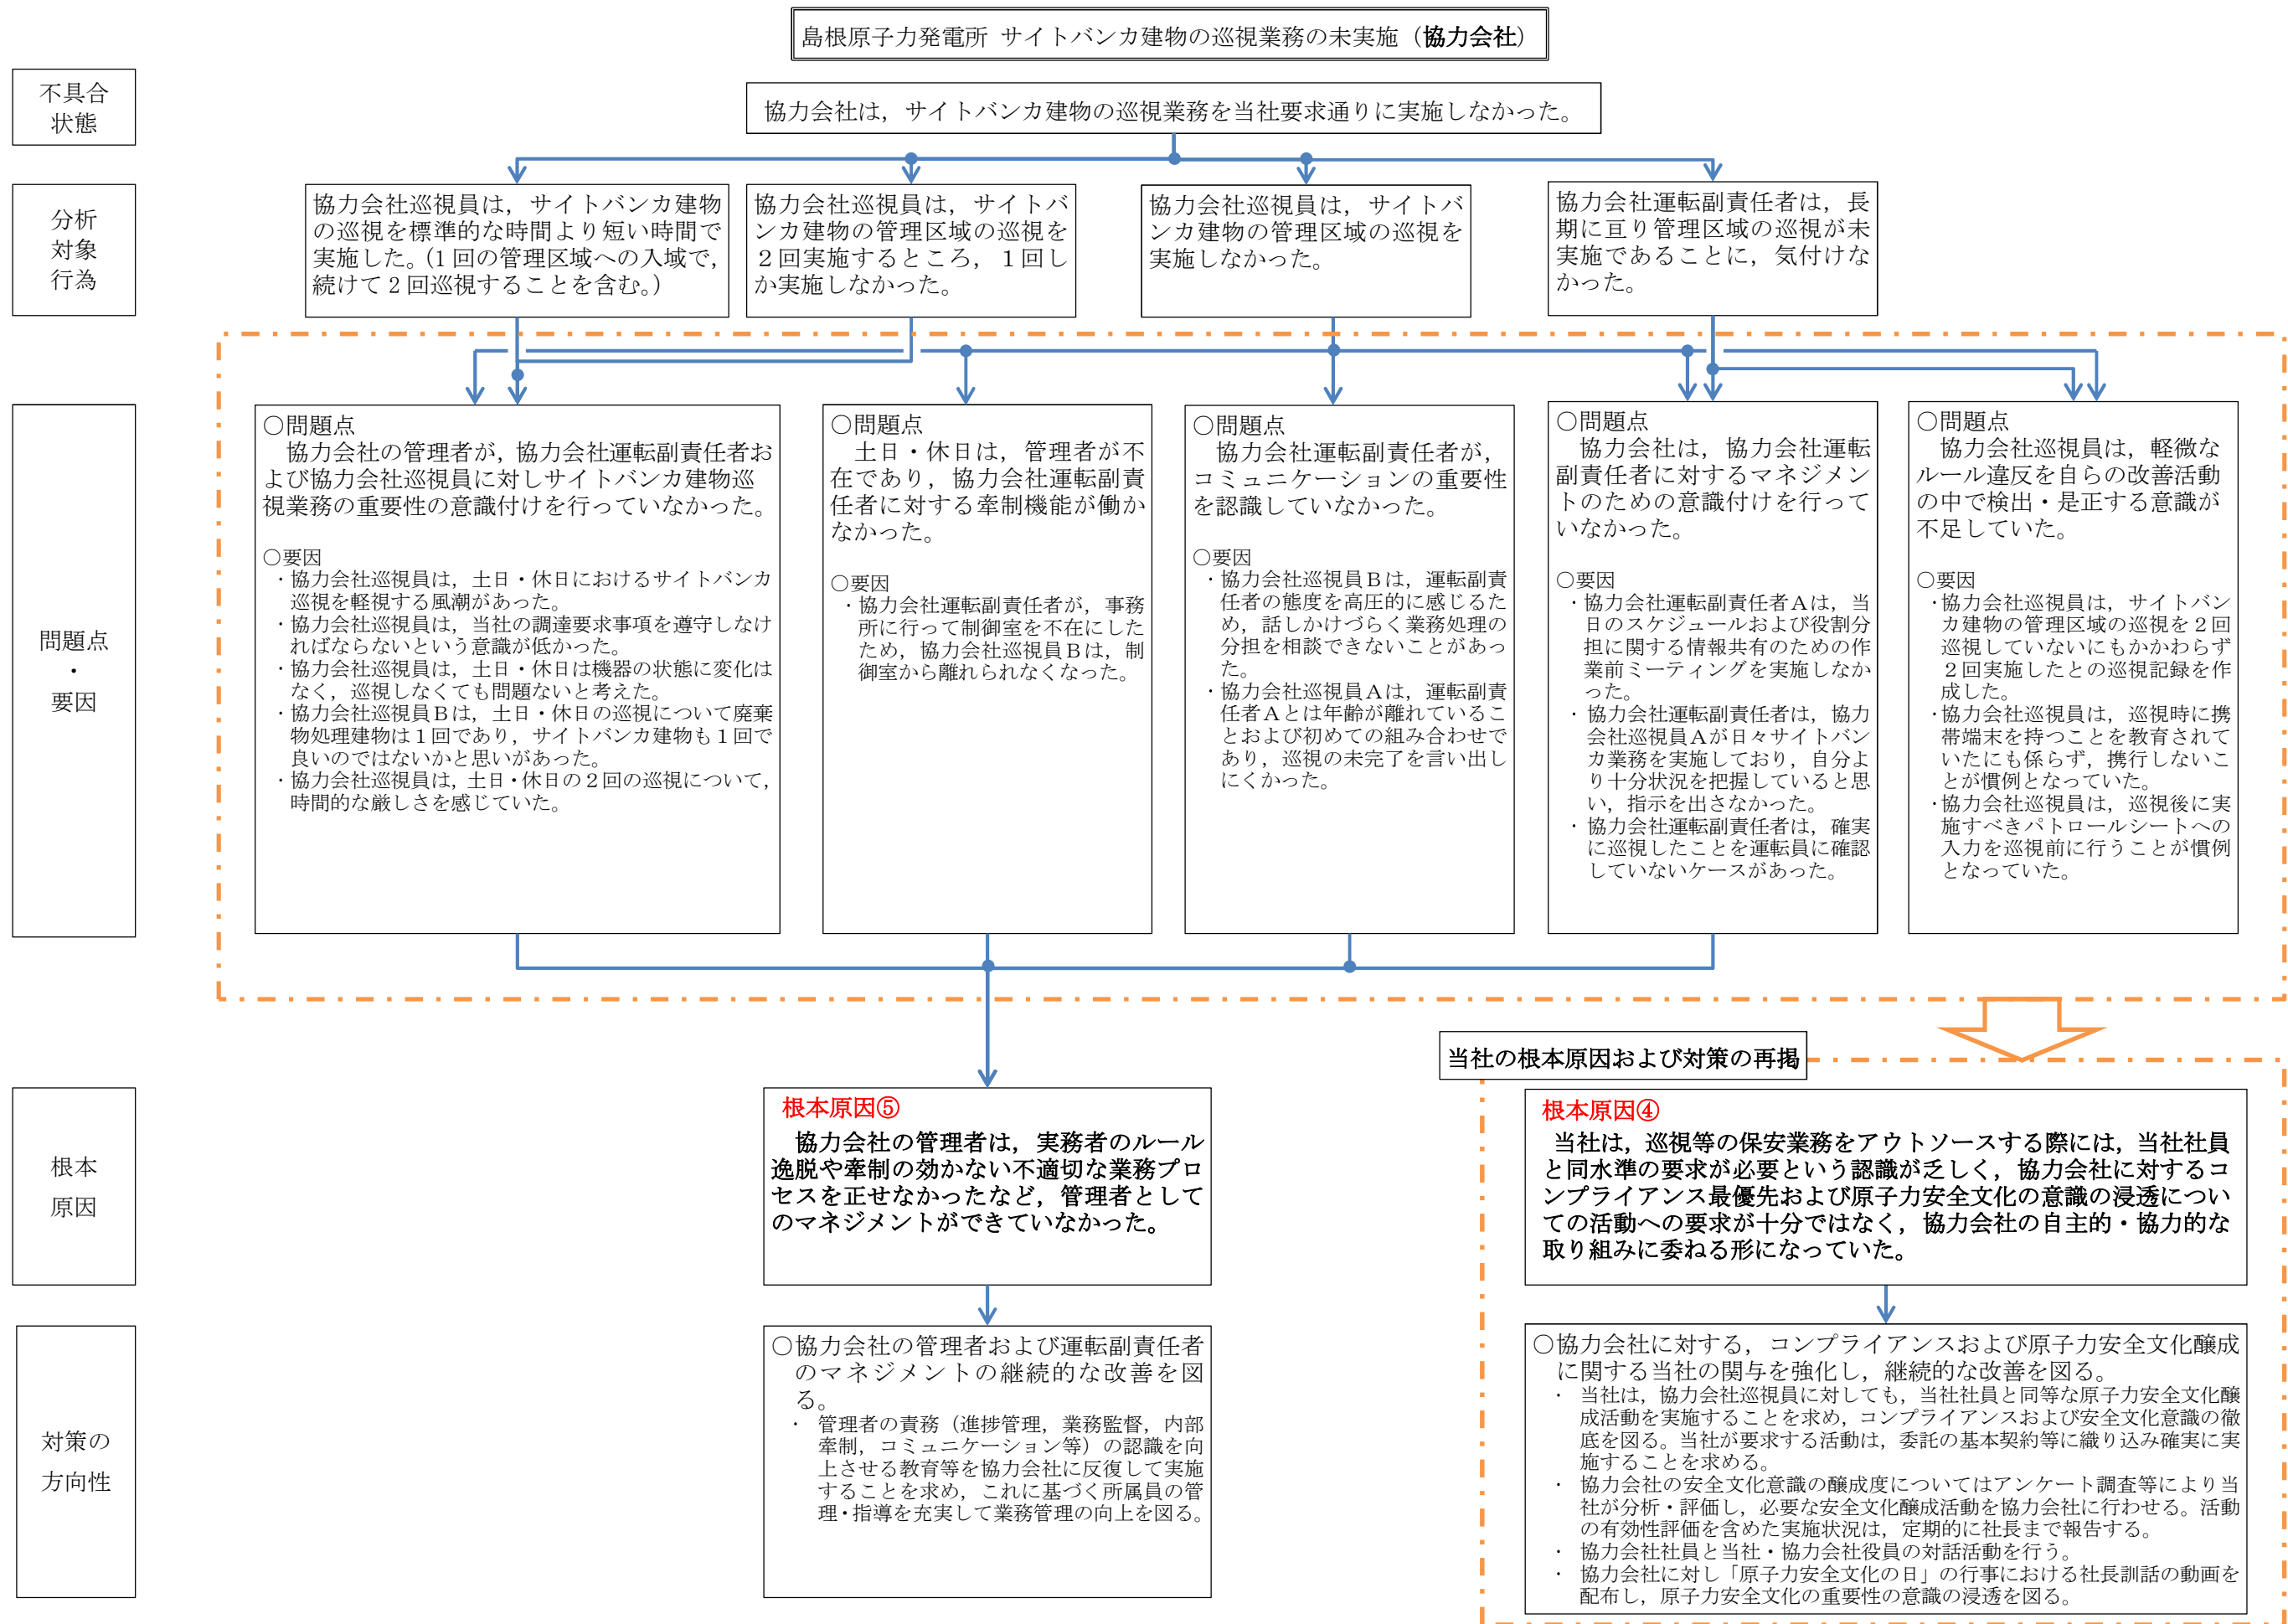 島根原子力発電所 サイトバンカ建物の巡視業務の未実施（協力会社）
不具合
状態
協力会社は，サイトバンカ建物の巡視業務を当社要求通りに実施しなかった。
分析
対象
行為
協力会社巡視員は，サイトバンカ建物
の巡視を標準的な時間より短い時間で
実施した。（1 回の管理区域への入域で，
続けて２回巡視することを含む。）
協力会社巡視員は，サイトバ
ンカ建物の管理区域の巡視を
２回実施するところ，１回し
か実施しなかった。
協力会社巡視員は，サイトバ
ンカ建物の管理区域の巡視を
実施しなかった。
協力会社運転副責任者は，長
期に亘り管理区域の巡視が未
実施であることに，気付けな
かった。
問題点
・
要因
○問題点
協力会社の管理者が，協力会社運転副責任者お
よび協力会社巡視員に対しサイトバンカ建物巡
視業務の重要性の意識付けを行っていなかった。
○要因
・協力会社巡視員は，土日・休日におけるサイトバンカ
巡視を軽視する風潮があった。
・協力会社巡視員は，当社の調達要求事項を遵守しなけ
ればならないという意識が低かった。
・協力会社巡視員は，土日・休日は機器の状態に変化は
なく，巡視しなくても問題ないと考えた。
・協力会社巡視員Ｂは，土日・休日の巡視について廃棄
物処理建物は１回であり，サイトバンカ建物も１回で
良いのではないかと思いがあった。
・協力会社巡視員は，土日・休日の２回の巡視について，
時間的な厳しさを感じていた。
○問題点
土日・休日は，管理者が不
在であり，協力会社運転副責
任者に対する牽制機能が働か
なかった。
○要因
・協力会社運転副責任者が，事務
所に行って制御室を不在にした
ため，協力会社巡視員Ｂは，制
御室から離れられなくなった。
○問題点
協力会社運転副責任者が，
コミュニケーションの重要性
を認識していなかった。
○要因
・協力会社巡視員Ｂは，運転副責
任者の態度を高圧的に感じるた
め，話しかけづらく業務処理の
分担を相談できないことがあっ
た。
・協力会社巡視員Ａは，運転副責
任者Ａとは年齢が離れているこ
とおよび初めての組み合わせで
あり，巡視の未完了を言い出し
にくかった。
○問題点
協力会社は，協力会社運転
副責任者に対するマネジメン
トのための意識付けを行って
いなかった。
○要因
・協力会社運転副責任者Ａは，当
日のスケジュールおよび役割分
担に関する情報共有のための作
業前ミーティングを実施しなか
った。
・協力会社運転副責任者は，協力
会社巡視員Ａが日々サイトバン
カ業務を実施しており，自分よ
り十分状況を把握していると思
い，指示を出さなかった。
・協力会社運転副責任者は，確実
に巡視したことを運転員に確認
していないケースがあった。
○問題点
協力会社巡視員は，軽微な
ルール違反を自らの改善活動
の中で検出・是正する意識が
不足していた。
○要因
・協力会社巡視員は，サイトバン
カ建物の管理区域の巡視を２回
巡視していないにもかかわらず
２回実施したとの巡視記録を作
成した。
・協力会社巡視員は，巡視時に携
帯端末を持つことを教育されて
いたにも係らず，携行しないこ
とが慣例となっていた。
・協力会社巡視員は，巡視後に実
施すべきパトロールシートへの
入力を巡視前に行うことが慣例
となっていた。
当社の根本原因および対策の再掲
根本
原因
根本原因⑤
協力会社の管理者は，実務者のルール
逸脱や牽制の効かない不適切な業務プロ
セスを正せなかったなど，管理者として
のマネジメントができていなかった。
根本原因④
当社は，巡視等の保安業務をアウトソースする際には，当社社員
と同水準の要求が必要という認識が乏しく，協力会社に対するコ
ンプライアンス最優先および原子力安全文化の意識の浸透につい
ての活動への要求が十分ではなく，協力会社の自主的・協力的な
取り組みに委ねる形になっていた。
対策の
方向性
○協力会社の管理者および運転副責任者
のマネジメントの継続的な改善を図
る。
・ 管理者の責務（進捗管理，業務監督，内部
牽制，コミュニケーション等）の認識を向
上させる教育等を協力会社に反復して実施
することを求め，これに基づく所属員の管
理・指導を充実して業務管理の向上を図る。
○協力会社に対する，コンプライアンスおよび原子力安全文化醸成
に関する当社の関与を強化し，継続的な改善を図る。
・ 当社は，協力会社巡視員に対しても，当社社員と同等な原子力安全文化醸
成活動を実施することを求め，コンプライアンスおよび安全文化意識の徹
底を図る。当社が要求する活動は，委託の基本契約等に織り込み確実に実
施することを求める。
・ 協力会社の安全文化意識の醸成度についてはアンケート調査等により当
社が分析・評価し，必要な安全文化醸成活動を協力会社に行わせる。活動
の有効性評価を含めた実施状況は，定期的に社長まで報告する。
・ 協力会社社員と当社・協力会社役員の対話活動を行う。
・ 協力会社に対し「原子力安全文化の日」の行事における社長訓話の動画を
配布し，原子力安全文化の重要性の意識の浸透を図る。